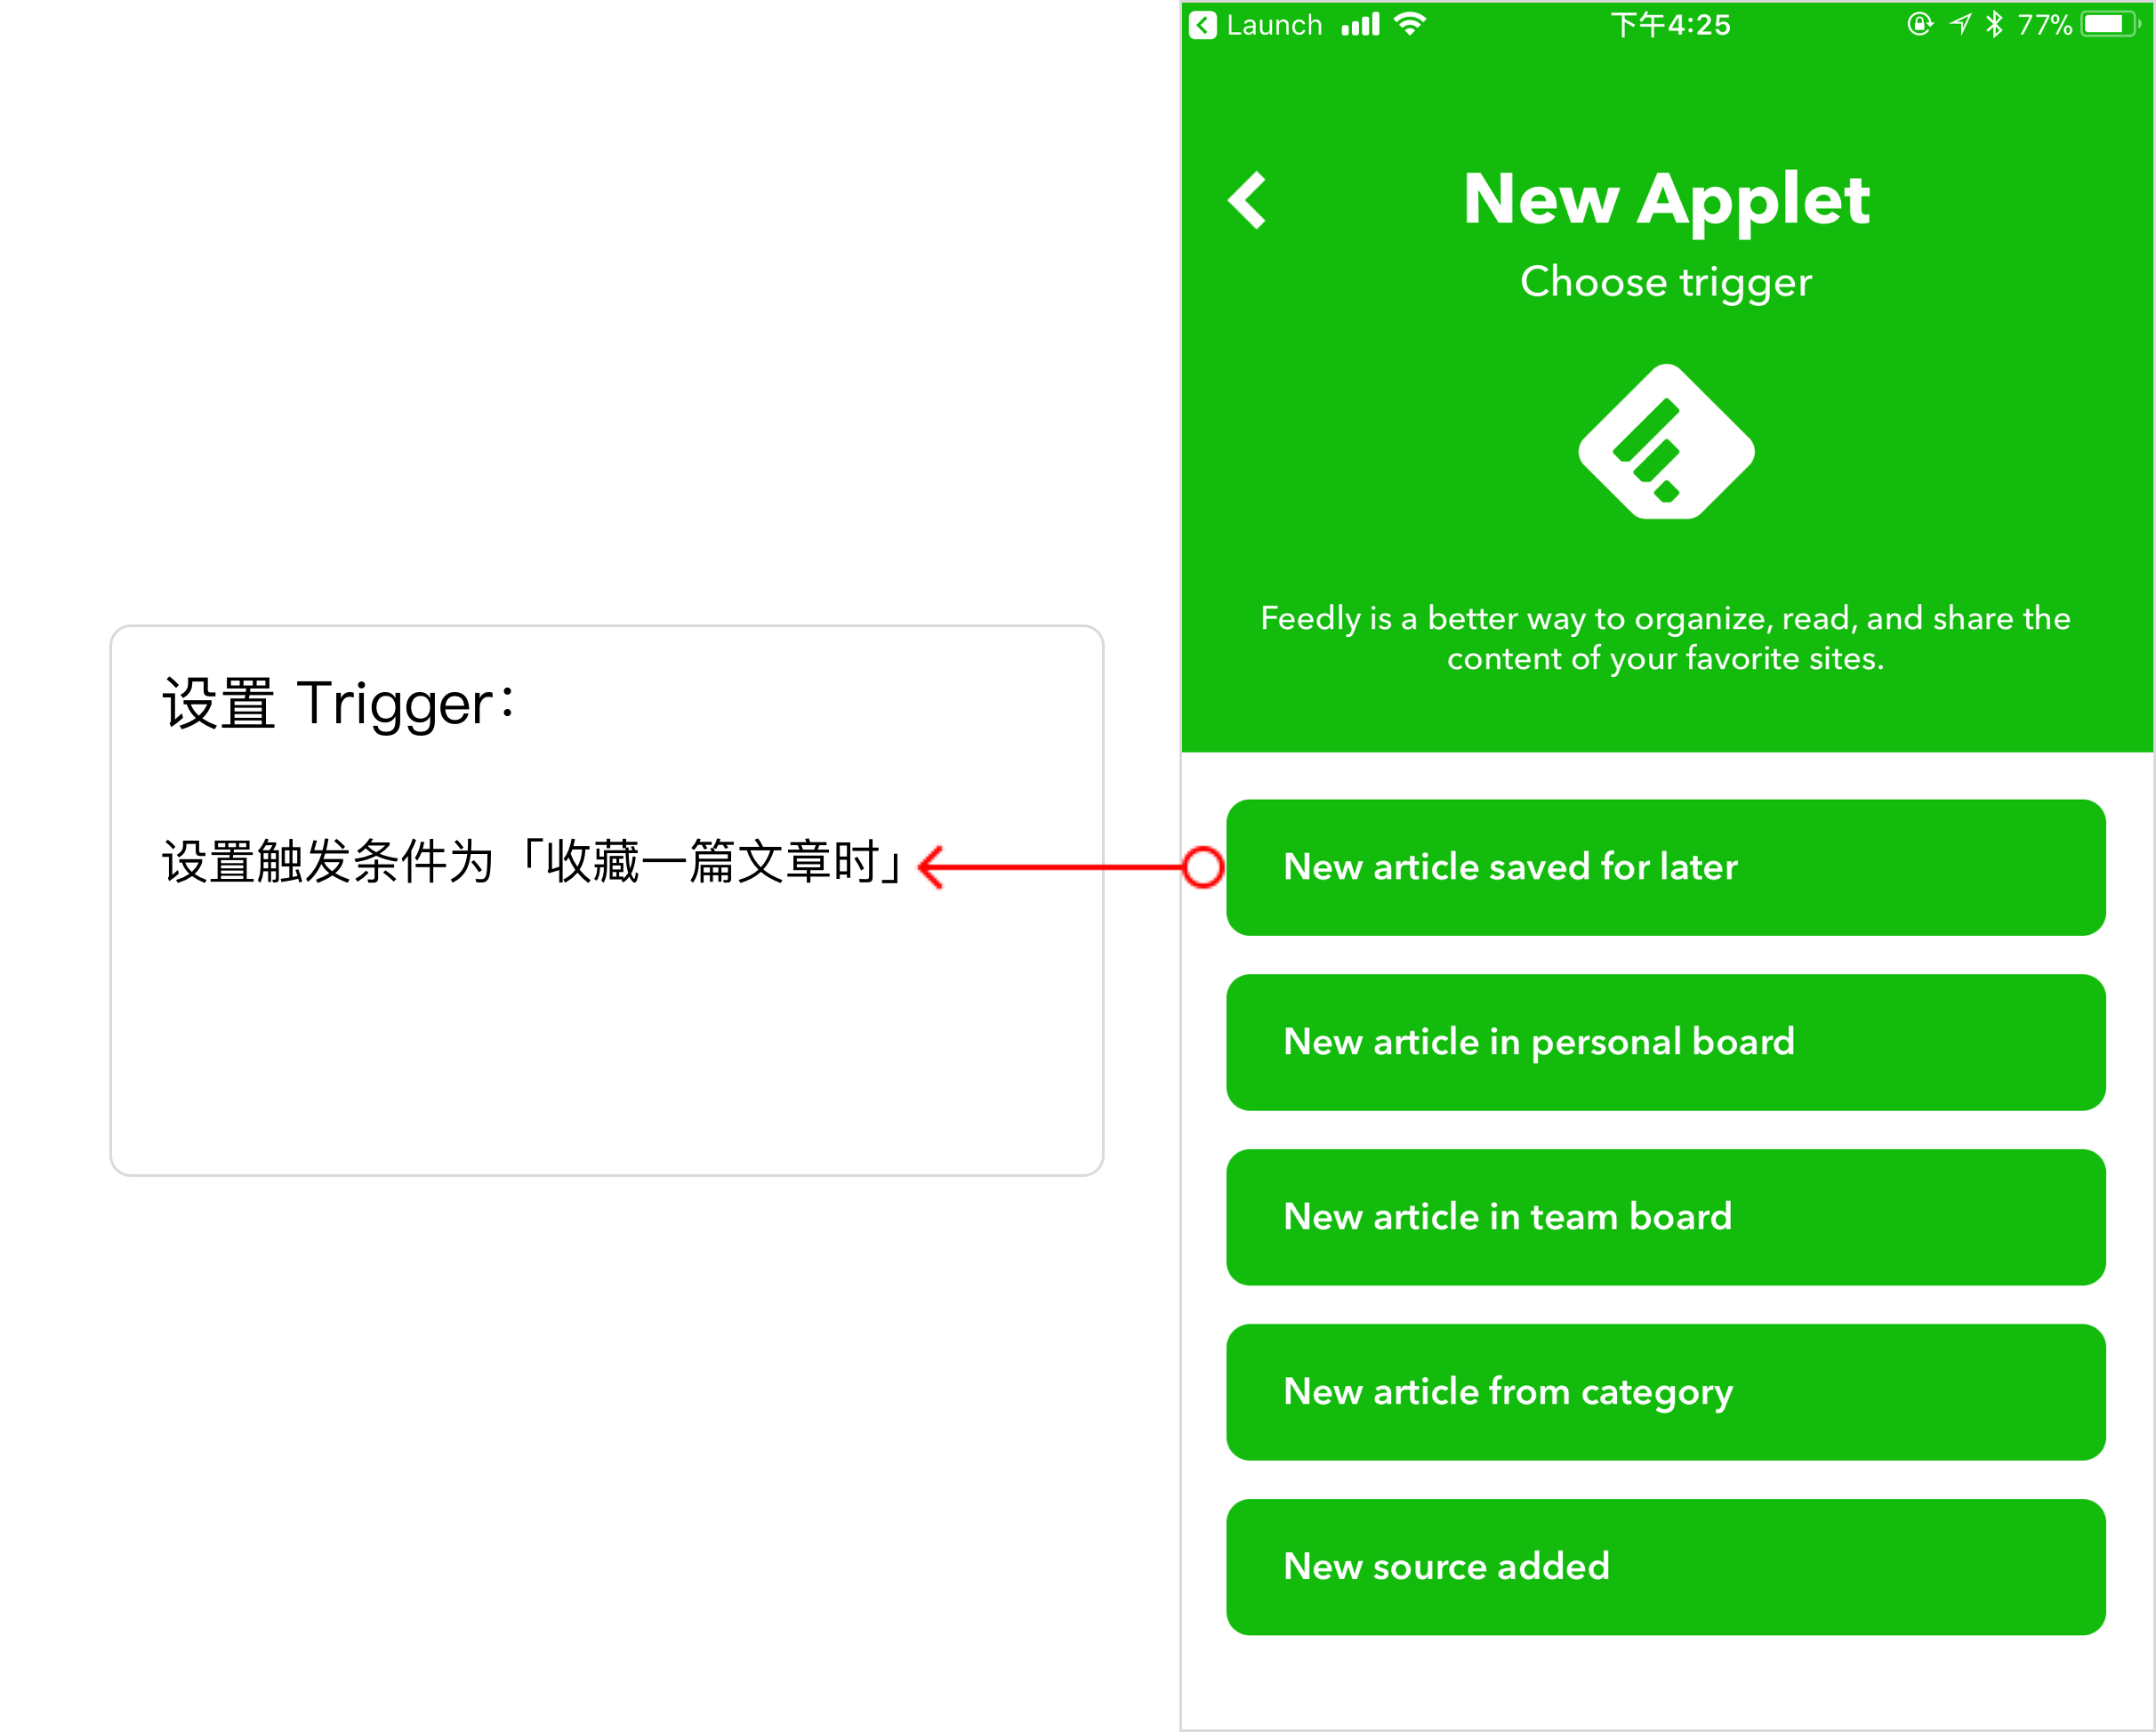 Launch 下午4:25 77%
New Applet
Choose trigger
Feedly is a better way to organize, read, and share the
content of your favorite sites.
设置 Trigger：
设置触发条件为「收藏一篇文章时」
New article saved for later
New article in personal board
New article in team board
New article from category
New source added